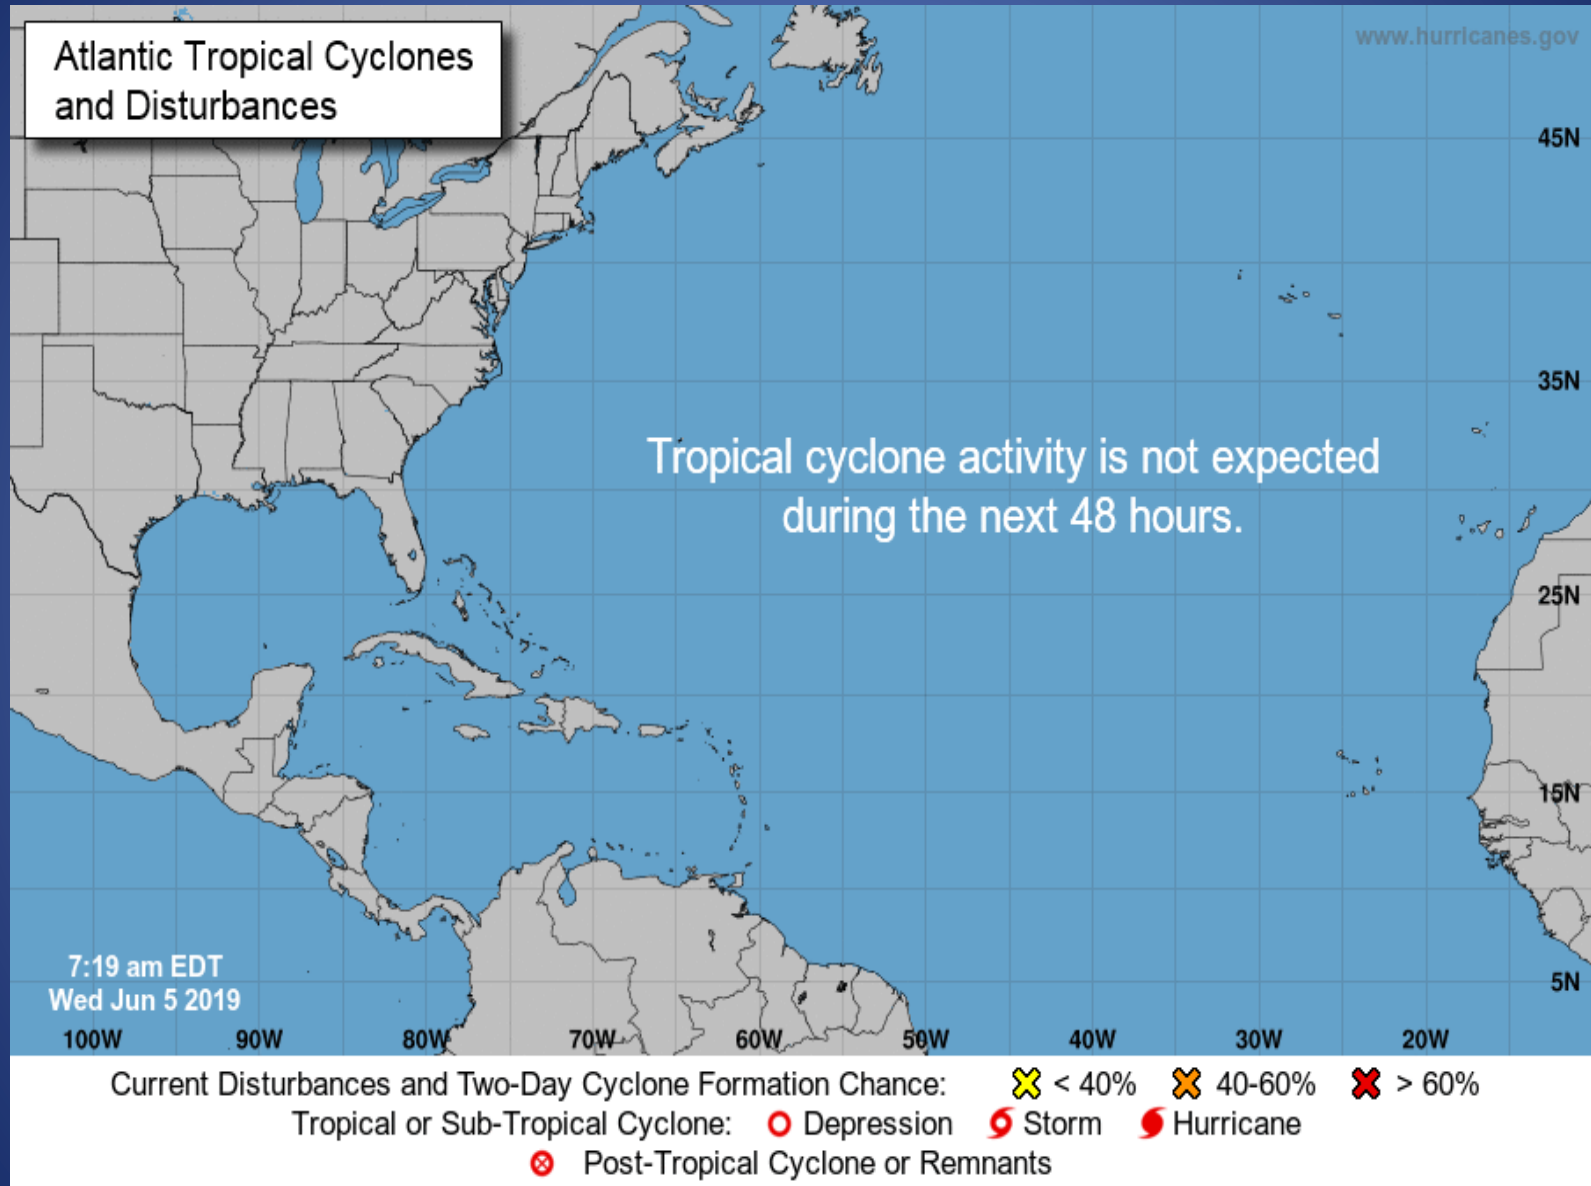 Atlantic Tropical Cyclones
and Disturbances
www.hurricanes.gov
45N
35N
Tropical cyclone activity is not expected
during the next 48 hours.
25N
15N
7:19 am EDT
Wed Jun 5 2019
5N
100W 90W 80W 70W 60W 50W 40W 30W 20W
Current Disturbances and Two-Day Cyclone Formation Chance: < 40% 40-60% > 60%
Tropical or Sub-Tropical Cyclone: Depression Storm Hurricane
Post-Tropical Cyclone or Remnants